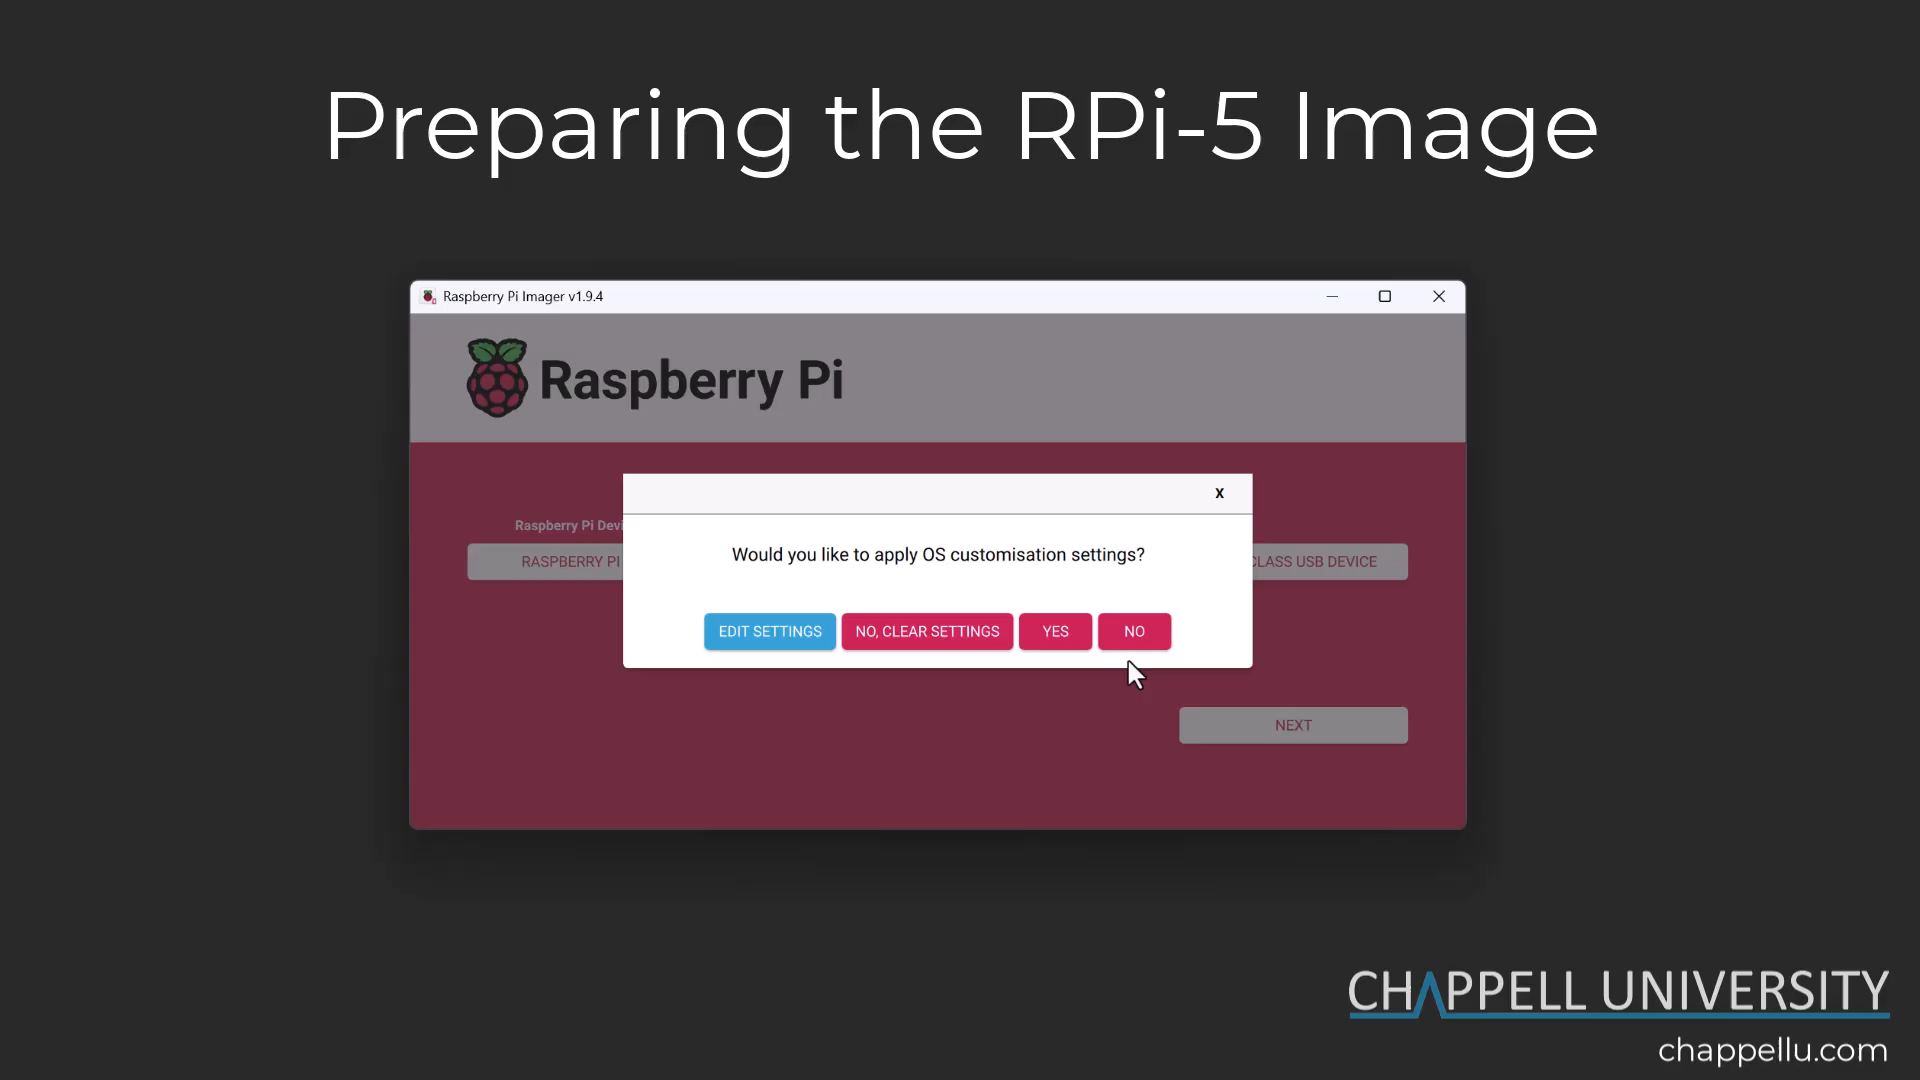 Preparing the RPi-5 Image
Raspberry Pi Imager v1.9.4
Raspberry Pi
X
Raspberry Pi
Would you like to apply OS customisation settings?
RASPBERRY PI
CLASS USB DEVICE
EDIT SETTINGS
NO, CLEAR SETTINGS
YES
NO
NEXT
CHAPPELL UNIVERSITY
chappellu.com